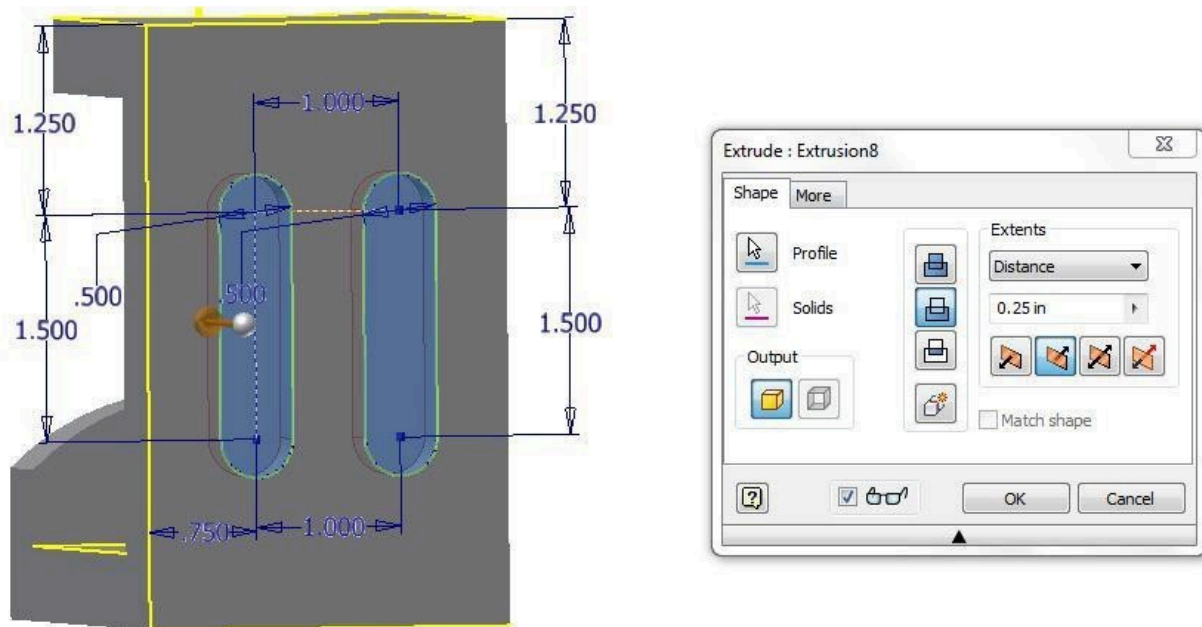 1.250
1.000
1.250
.500
.500
1.500
1.500
.750
1.000
Extrude : Extrusion8
Shape
More
Profile
Solids
Output
Extents
Distance
0.25 in
Match shape
?
OK
Cancel